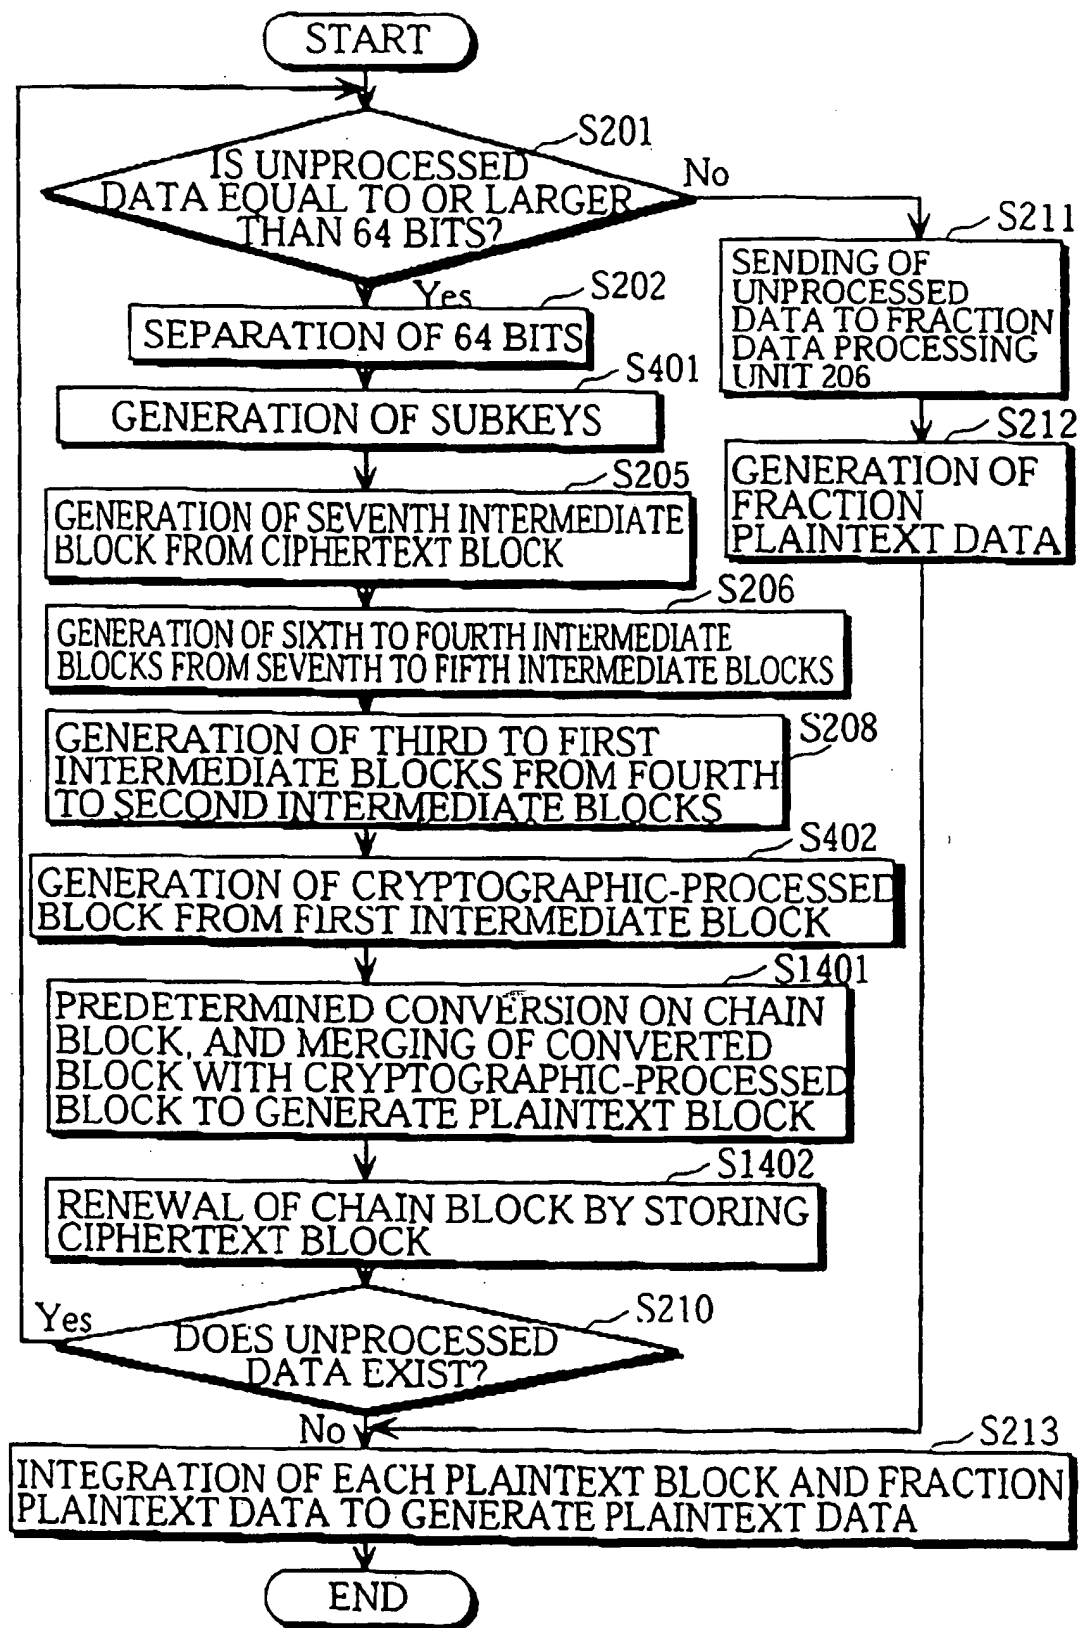 START
S201
IS UNPROCESSED
DATA EQUAL TO OR LARGER
THAN 64 BITS?
No
Yes
S202
SEPARATION OF 64 BITS
S401
GENERATION OF SUBKEYS
S205
GENERATION OF SEVENTH INTERMEDIATE
BLOCK FROM CIPHERTEXT BLOCK
S206
GENERATION OF SIXTH TO FOURTH INTERMEDIATE
BLOCKS FROM SEVENTH TO FIFTH INTERMEDIATE BLOCKS
S208
GENERATION OF THIRD TO FIRST
INTERMEDIATE BLOCKS FROM FOURTH
TO SECOND INTERMEDIATE BLOCKS
S402
GENERATION OF CRYPTOGRAPHIC-PROCESSED
BLOCK FROM FIRST INTERMEDIATE BLOCK
S1401
PREDETERMINED CONVERSION ON CHAIN
BLOCK, AND MERGING OF CONVERTED
BLOCK WITH CRYPTOGRAPHIC-PROCESSED
BLOCK TO GENERATE PLAINTEXT BLOCK
S1402
RENEWAL OF CHAIN BLOCK BY STORING
CIPHERTEXT BLOCK
S210
Yes
DOES UNPROCESSED
DATA EXIST?
No
S211
SENDING OF
UNPROCESSED
DATA TO FRACTION
DATA PROCESSING
UNIT 206
S212
GENERATION OF
FRACTION
PLAINTEXT DATA
S213
INTEGRATION OF EACH PLAINTEXT BLOCK AND FRACTION
PLAINTEXT DATA TO GENERATE PLAINTEXT DATA
END